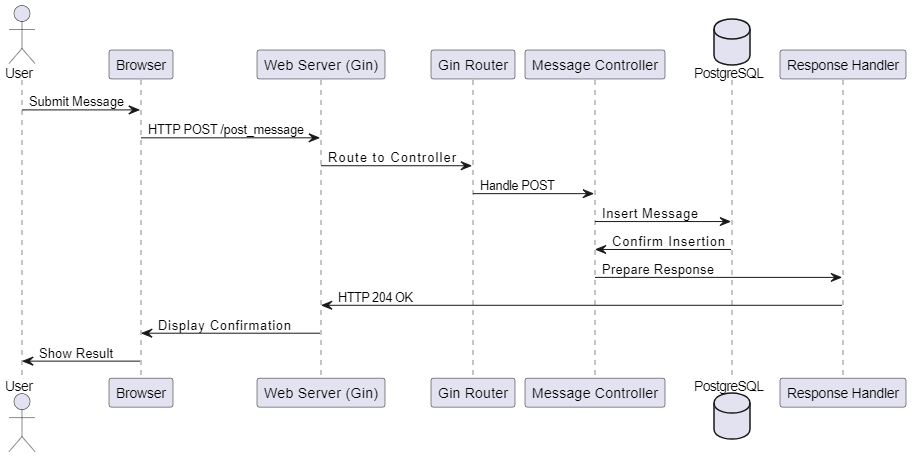 User
Browser
Web Server (Gin)
Gin Router
Message Controller
PostgreSQL
Response Handler
Submit Message
HTTP POST /post_message
Route to Controller
Handle POST
Insert Message
Confirm Insertion
Prepare Response
HTTP 204 OK
Display Confirmation
Show Result
User
Browser
Web Server (Gin)
Gin Router
Message Controller
PostgreSQL
Response Handler